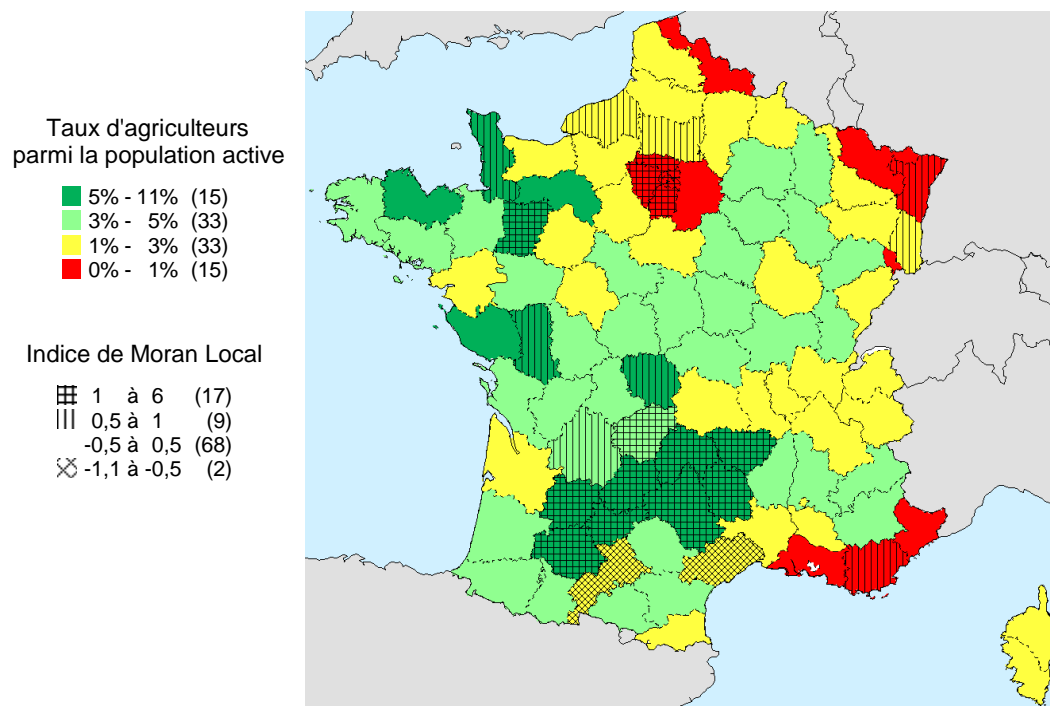 Taux d'agriculteurs
parmi la population active
5% - 11% (15)
3% - 5% (33)
1% - 3% (33)
0% - 1% (15)
Indice de Moran Local
1 à 6 (17)
0,5 à 1 (9)
-0,5 à 0,5 (68)
-1,1 à -0,5 (2)